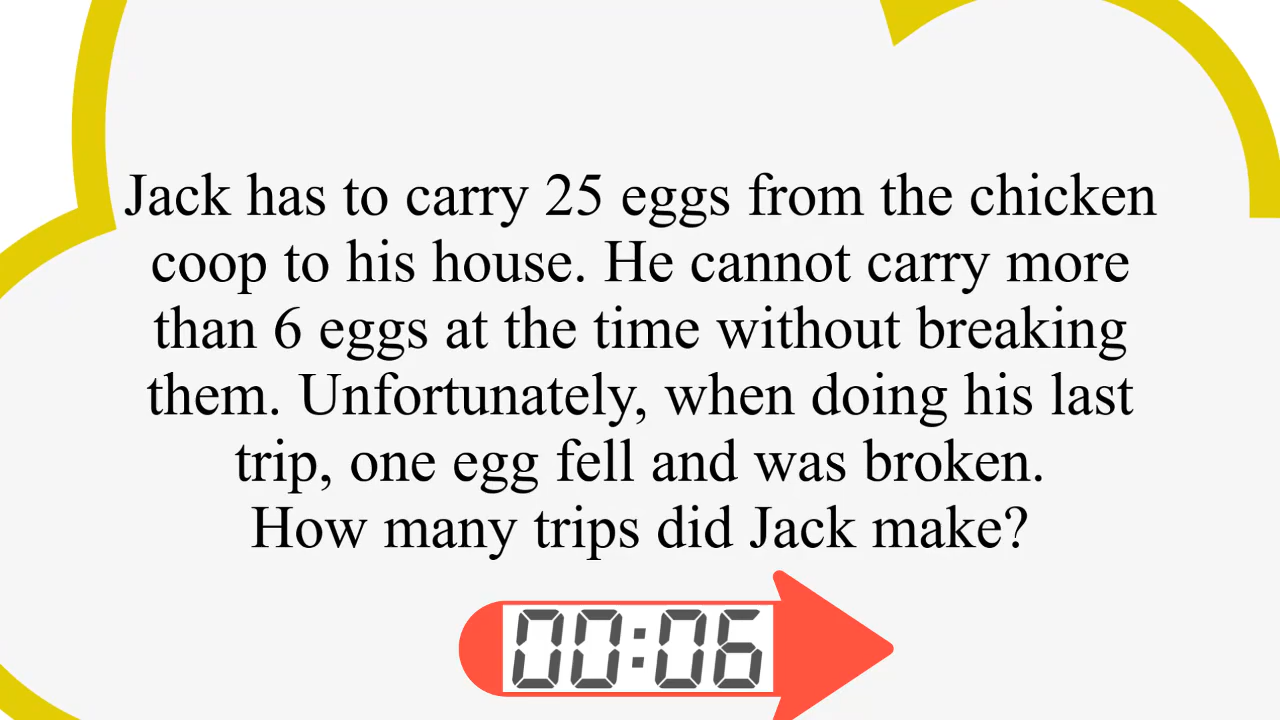 Jack has to carry 25 eggs from the chicken
coop to his house. He cannot carry more
than 6 eggs at the time without breaking
them. Unfortunately, when doing his last
trip, one egg fell and was broken.
How many trips did Jack make?
00:06